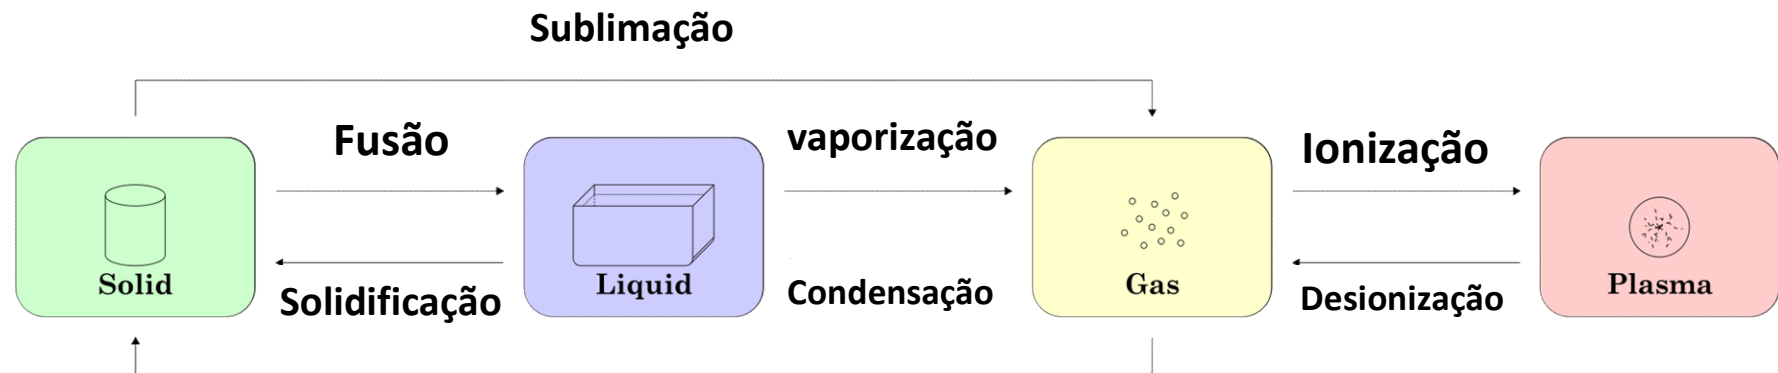 Sublimação
Fusão
vaporização
Ionização
Solid
Solidificação
Liquid
Condensação
Gas
Desionização
Plasma